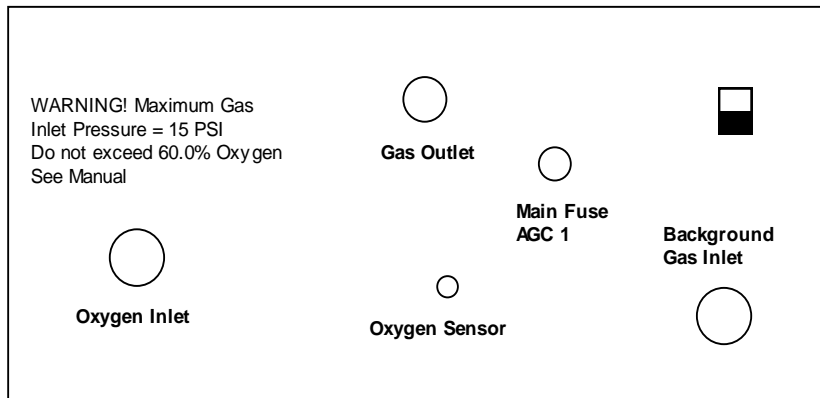 WARNING! Maximum Gas
Inlet Pressure = 15 PSI
Do not exceed 60.0% Oxygen
See Manual
Gas Outlet
Main Fuse
AGC 1
Background
Gas Inlet
Oxygen Inlet
Oxygen Sensor